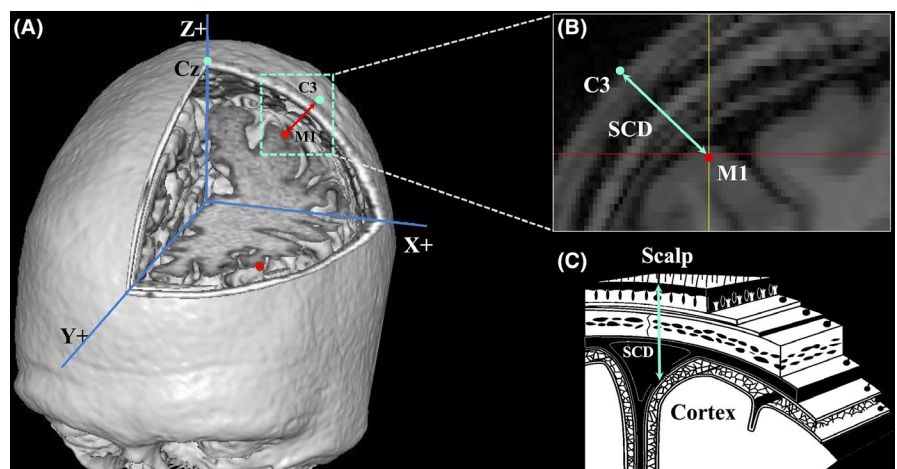 (A)
Z+
Cz
C3
M1
X+
Y+
(B)
C3
SCD
M1
(C)
Scalp
SCD
Cortex